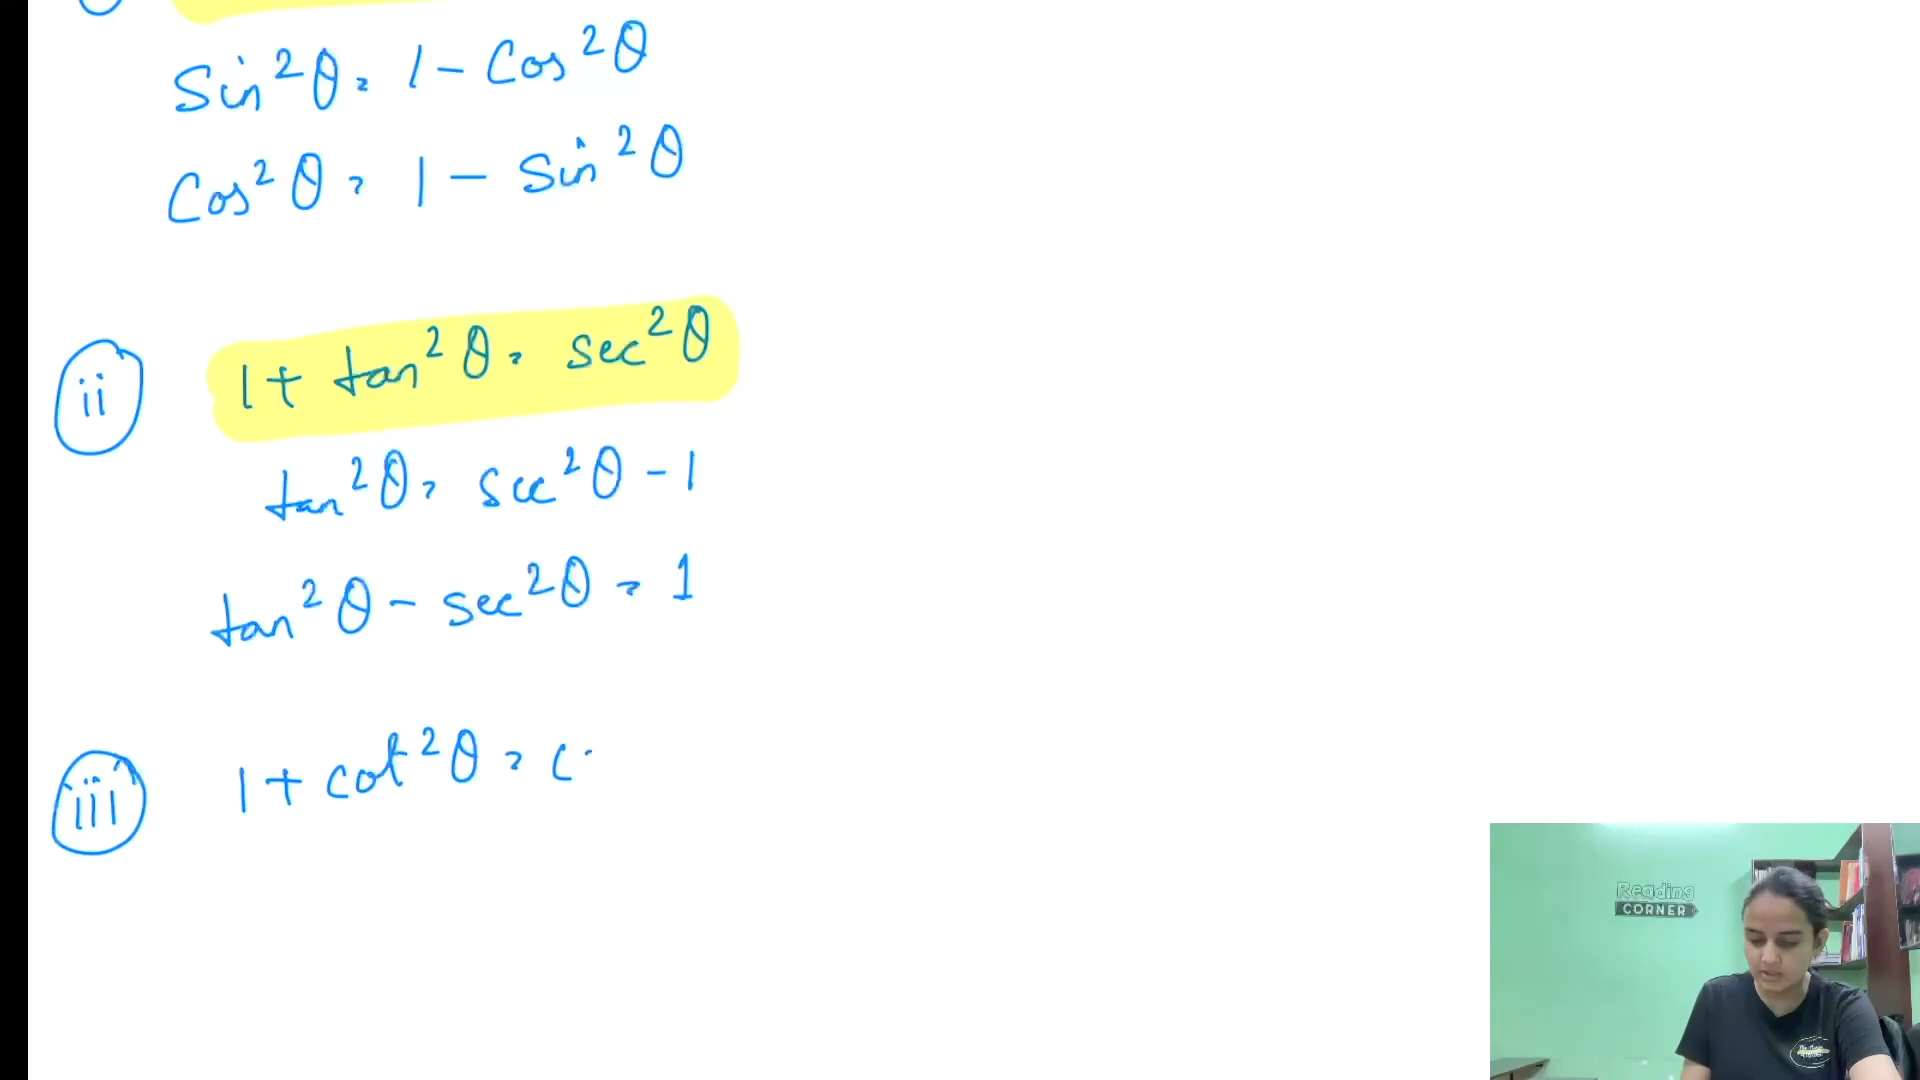 Sin²θ = 1 - Cos²θ
Cos²θ = 1 - Sin²θ
ii 1 + tan²θ = sec²θ
tan²θ = sec²θ - 1
tan²θ - sec²θ = 1
iii 1 + cot²θ = c
Reading
CORNER